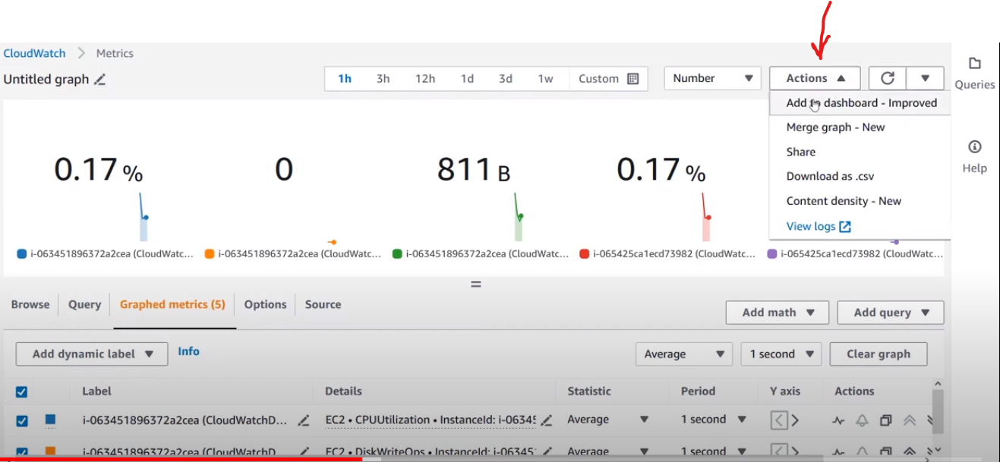 CloudWatch > Metrics
Untitled graph
1h 3h 12h 1d 3d 1w Custom
Number
Actions
Queries
Add to dashboard - Improved
Merge graph - New
Share
Download as .csv
Content density - New
View logs
Help
0.17 % 0 811 B 0.17 %
i-063451896372a2cea (CloudWatc... i-063451896372a2cea (CloudWatc... i-063451896372a2cea (CloudWatc... i-065425ca1ecd73982 (CloudWatc... i-065425ca1ecd73982 (CloudWatc...
Browse Query Graphed metrics (5) Options Source
Add math Add query
Add dynamic label Info Average 1 second Clear graph
Label Details Statistic Period Y axis Actions
i-063451896372a2cea (CloudWatchD... EC2 • CPUUtilization • InstanceId: i-06345 Average 1 second
i-063451896372a2cea (CloudWatchD... EC2 • DiskWriteOps • InstanceId: i-06345 Average 1 second